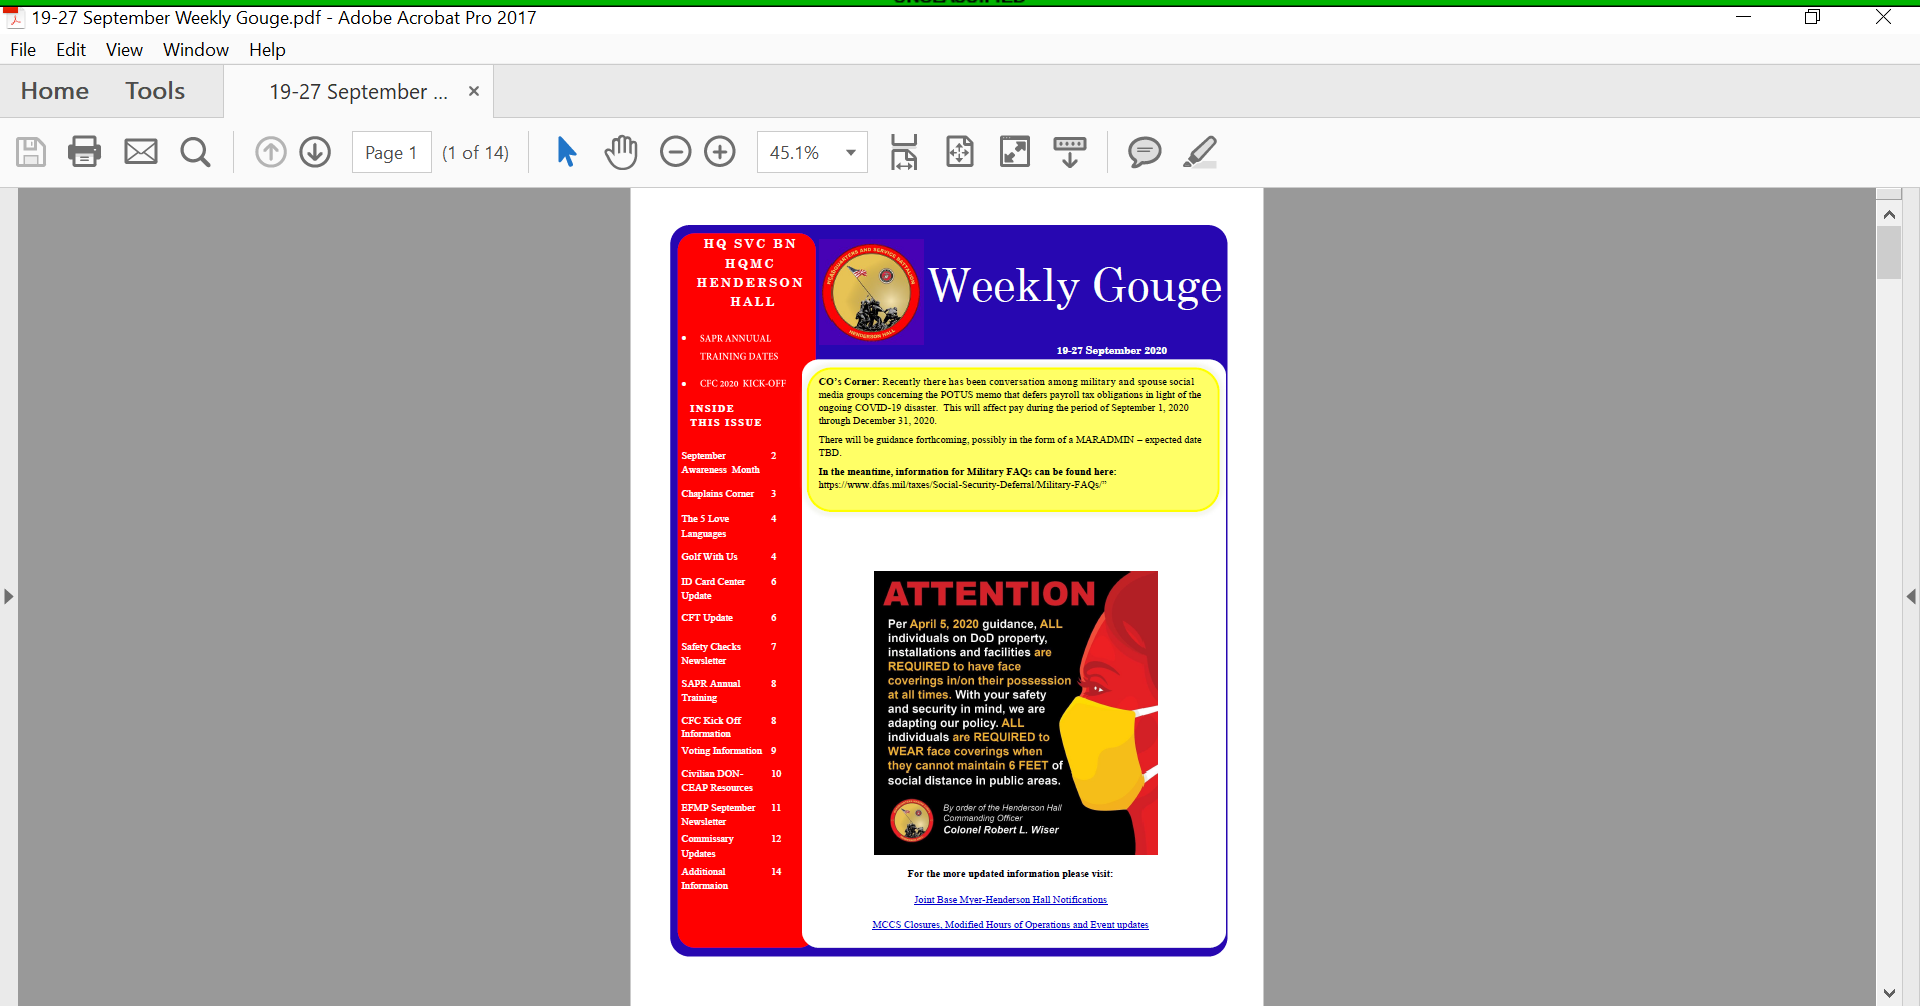 UNCLASSIFIED
19-27 September Weekly Gouge.pdf - Adobe Acrobat Pro 2017
File Edit View Window Help
Home Tools 19-27 September ... ×
Page 1 (1 of 14) 45.1%
HQ SVC BN
HQMC
HENDERSON
HALL
SAPR ANNUUAL
TRAINING DATES
CFC 2020 KICK-OFF
INSIDE
THIS ISSUE
September 2
Awareness Month
Chaplains Corner 3
The 5 Love 4
Languages
Golf With Us 4
ID Card Center 6
Update
CFT Update 6
Safety Checks 7
Newsletter
SAPR Annual 8
Training
CFC Kick Off 8
Information
Voting Information 9
Civilian DON- 10
CEAP Resources
EFMP September 11
Newsletter
Commissary 12
Updates
Additional 14
Informaion
HEADQUARTERS AND SERVICE BATTALION
HENDERSON HALL
Weekly Gouge
19-27 September 2020
CO's Corner: Recently there has been conversation among military and spouse social
media groups concerning the POTUS memo that defers payroll tax obligations in light of the
ongoing COVID-19 disaster. This will affect pay during the period of September 1, 2020
through December 31, 2020.
There will be guidance forthcoming, possibly in the form of a MARADMIN – expected date
TBD.
In the meantime, information for Military FAQs can be found here:
https://www.dfas.mil/taxes/Social-Security-Deferral/Military-FAQs/"
ATTENTION
Per April 5, 2020 guidance, ALL
individuals on DoD property,
installations and facilities are
REQUIRED to have face
coverings in/on their possession
at all times. With your safety
and security in mind, we are
adapting our policy. ALL
individuals are REQUIRED to
WEAR face coverings when
they cannot maintain 6 FEET of
social distance in public areas.
By order of the Henderson Hall
Commanding Officer
Colonel Robert L. Wiser
For the more updated information please visit:
Joint Base Myer-Henderson Hall Notifications
MCCS Closures, Modified Hours of Operations and Event updates